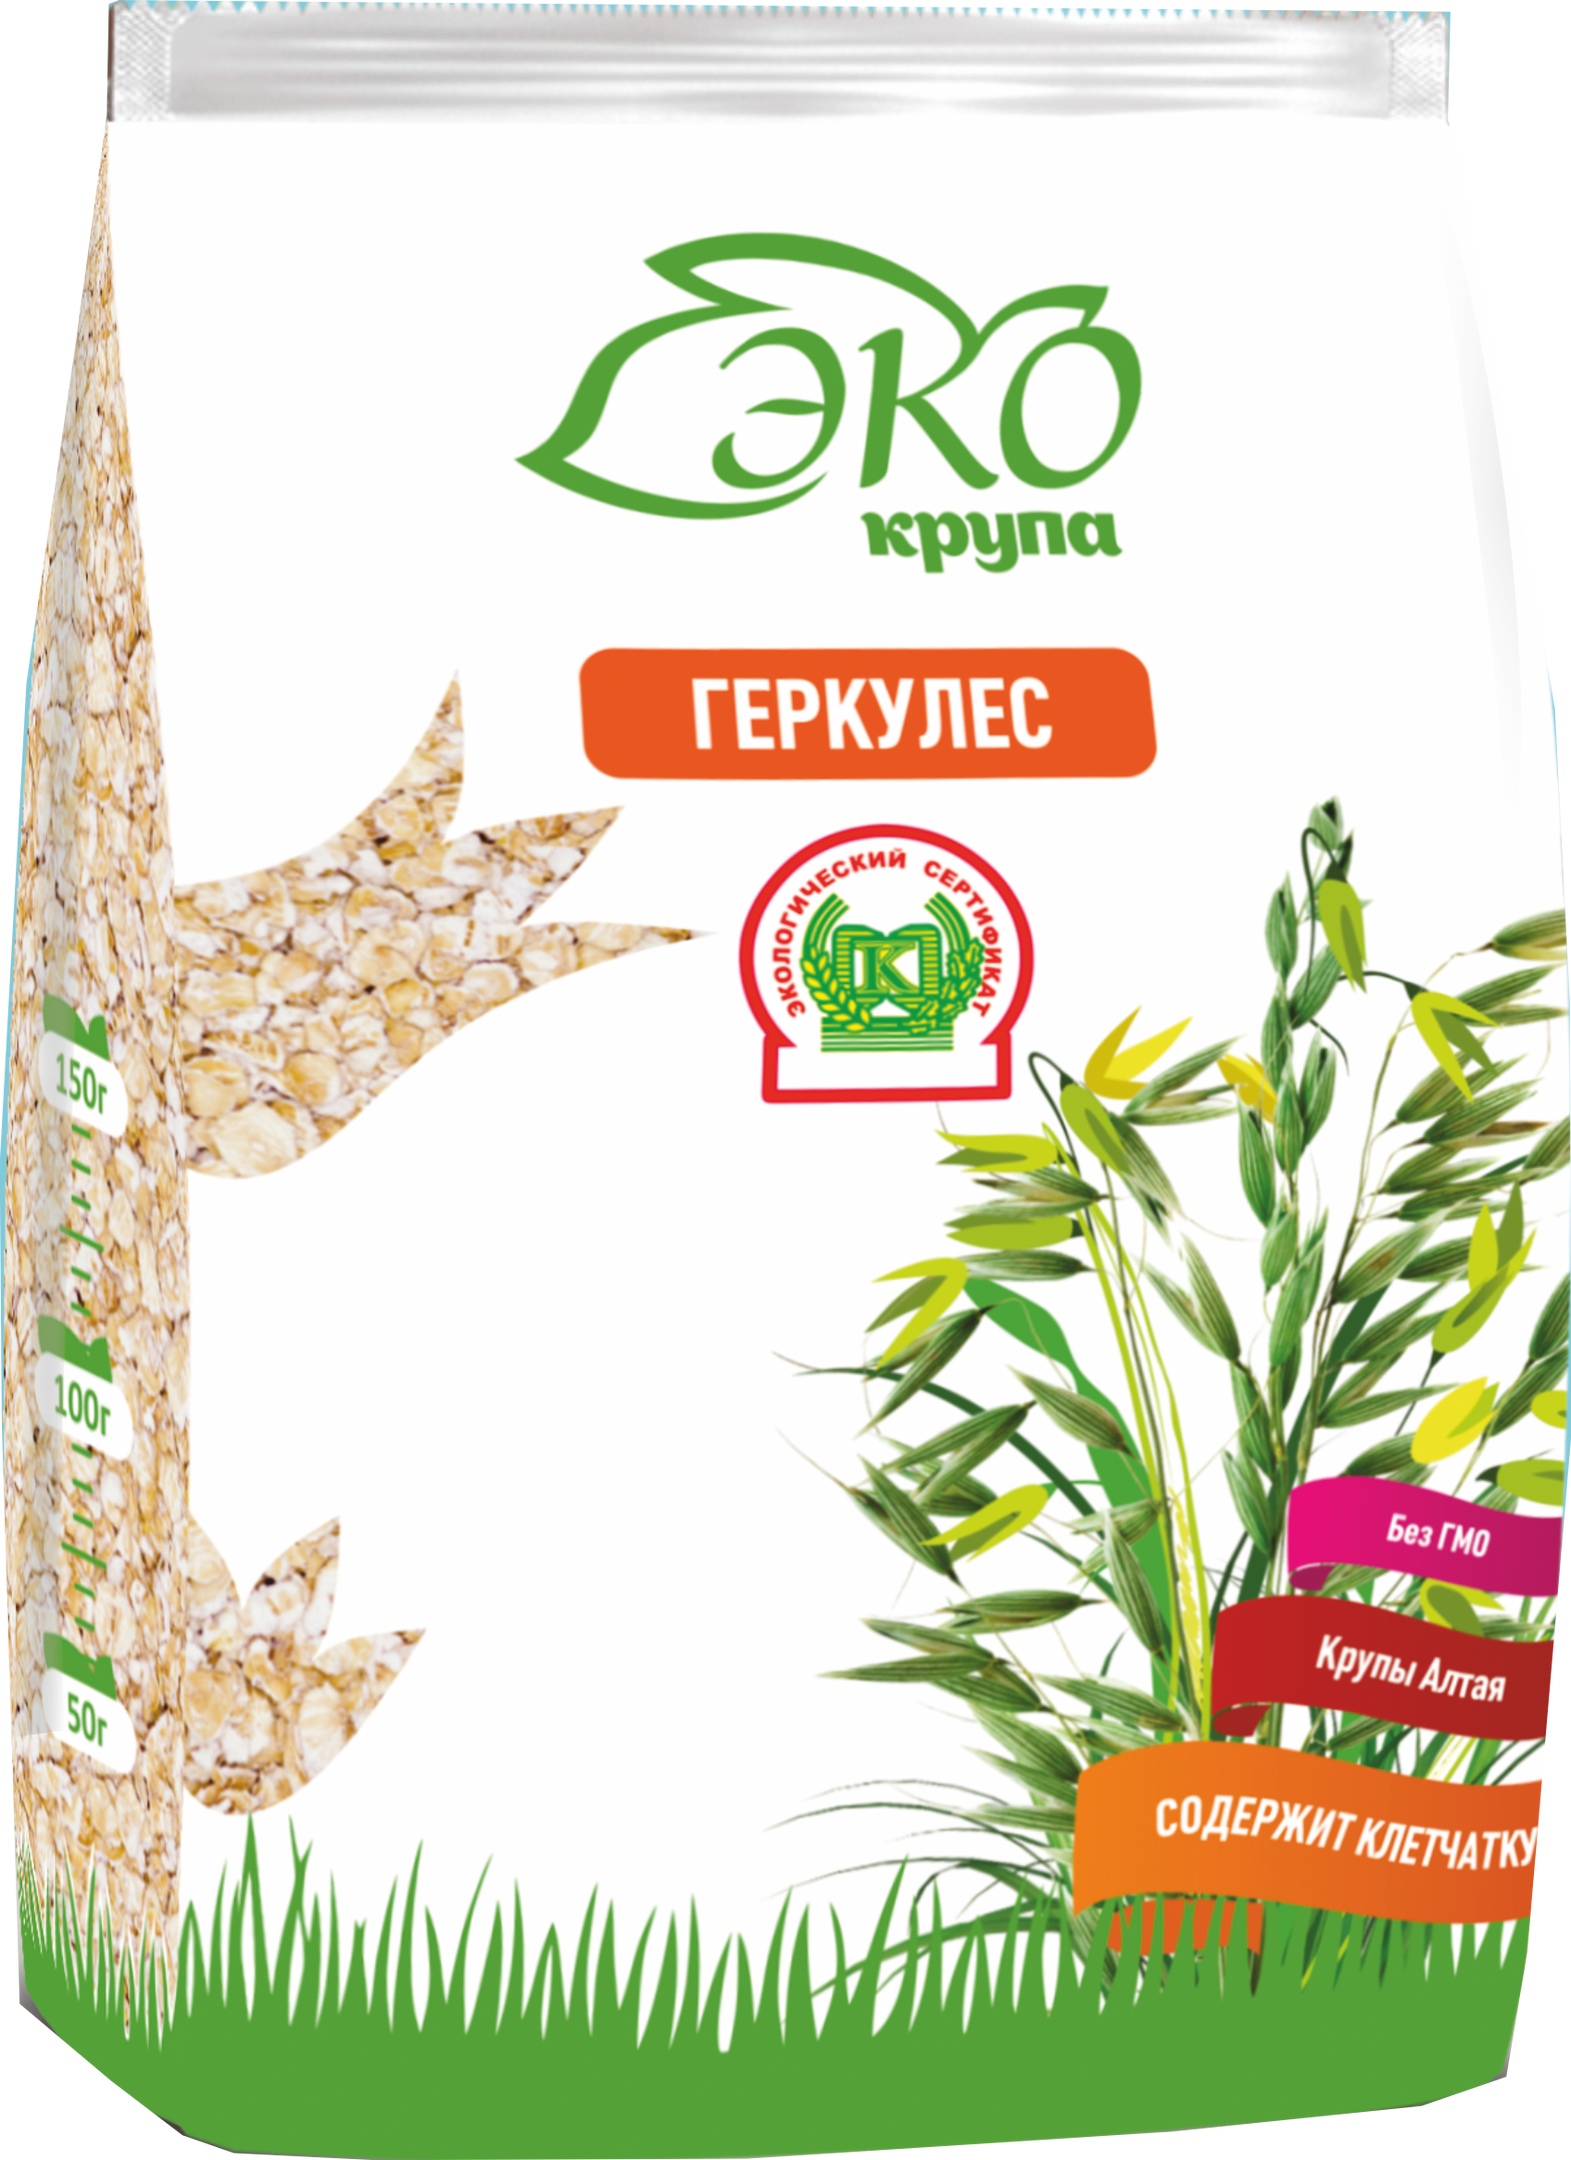 ЭКО
крупа
ГЕРКУЛЕС
ЭКОЛОГИЧЕСКИЙ СЕРТИФИКАТ
К
150г
100г
50г
Без ГМО
Крупы Алтая
СОДЕРЖИТ КЛЕТЧАТКУ